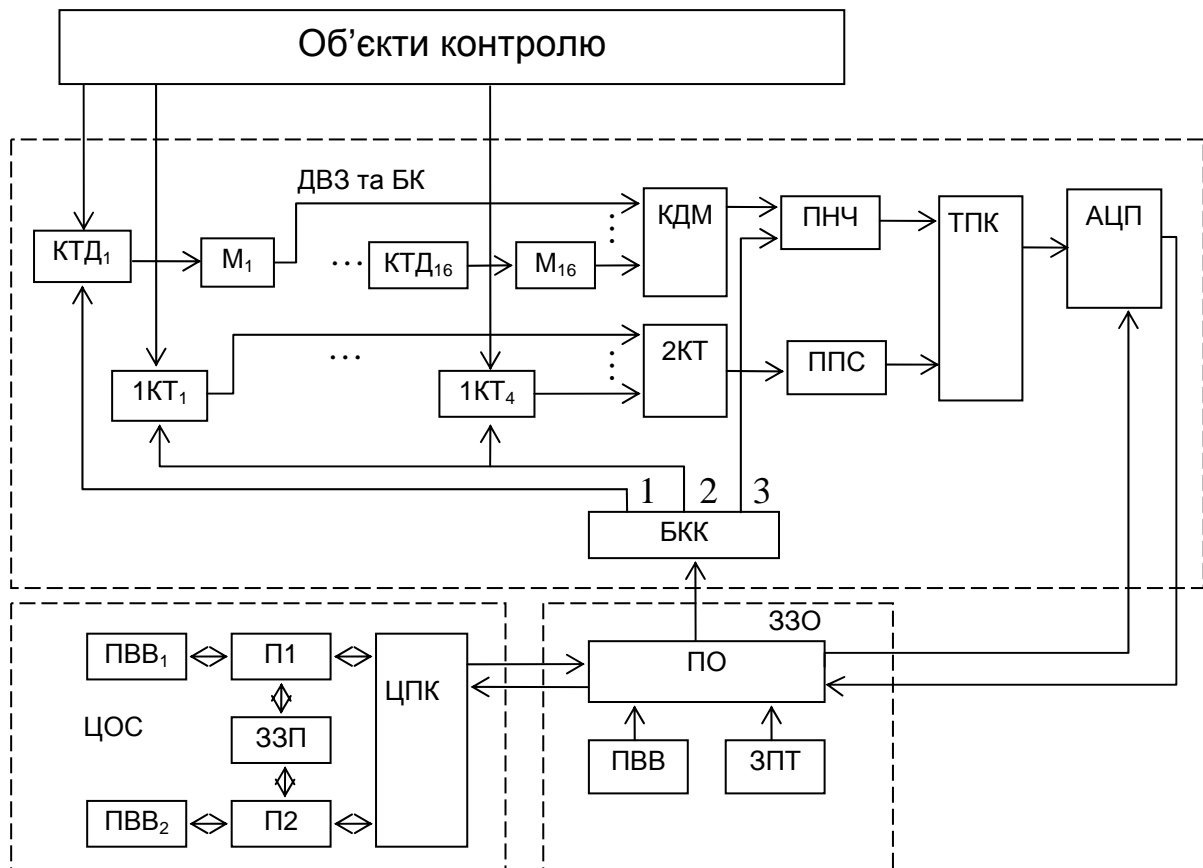 Об’єкти контролю
ДВЗ та БК
КТД₁
М₁
…
КТД₁₆
М₁₆
⋮
КДМ
ПНЧ
ТПК
АЦП
1КТ₁
…
1КТ₄
⋮
2КТ
ППС
1 2 3
БКК
ЗЗО
ПВВ₁
П1
ЦПК
ПО
ЦОС
ЗЗП
ПВВ
ЗПТ
ПВВ₂
П2